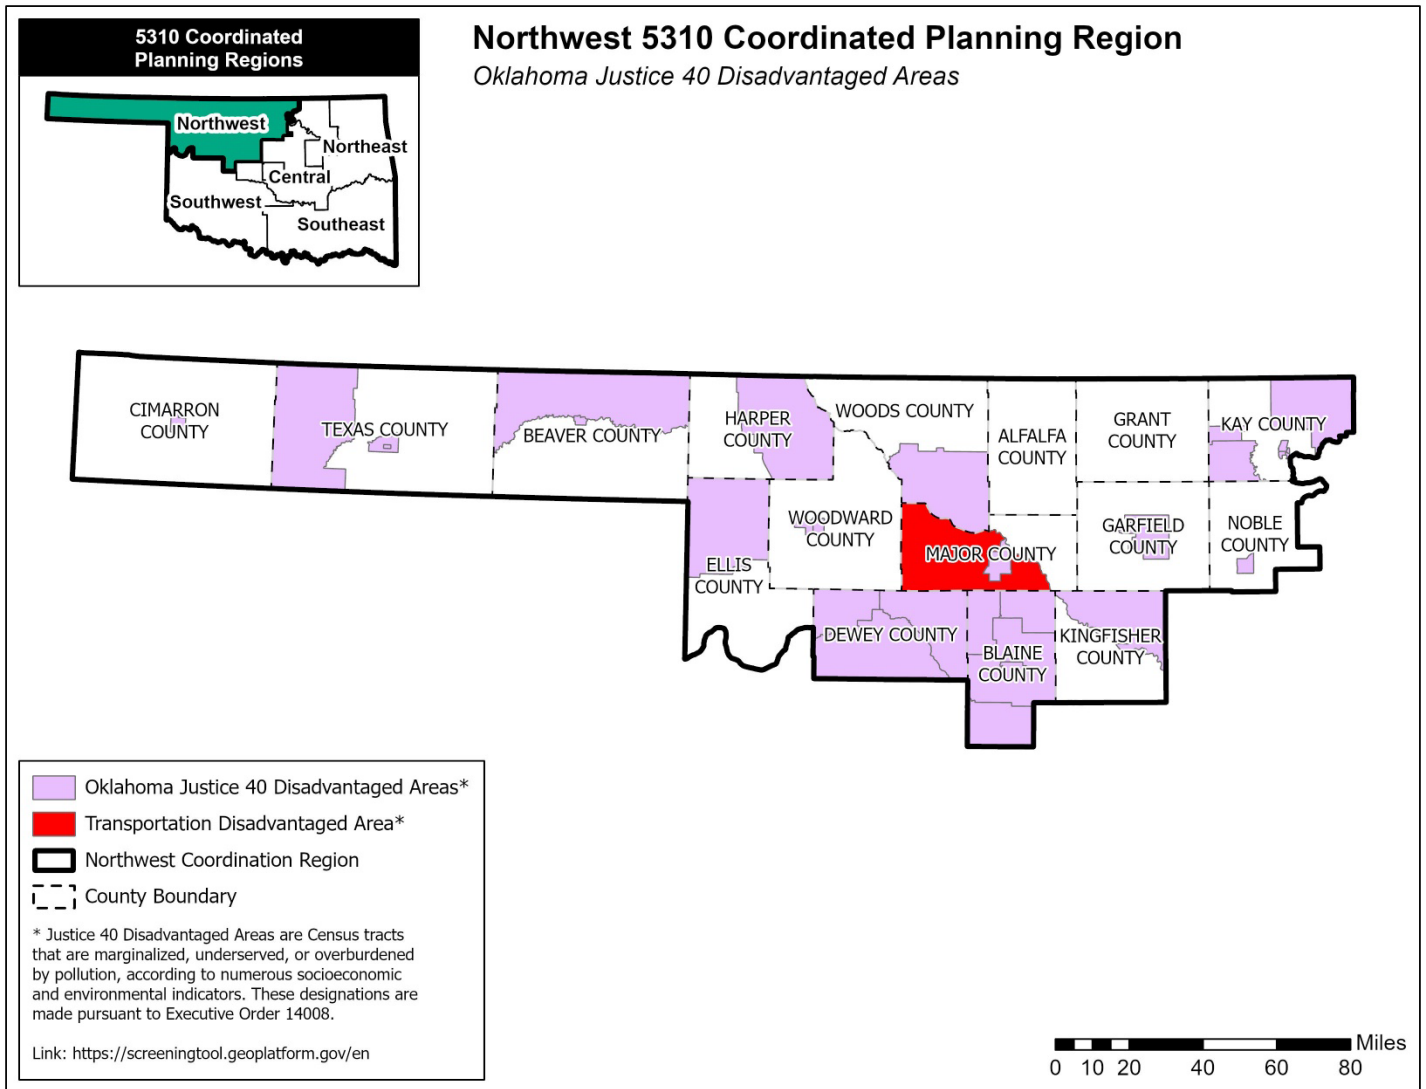 5310 Coordinated
Planning Regions
Northwest
Northeast
Central
Southwest
Southeast
Northwest 5310 Coordinated Planning Region
Oklahoma Justice 40 Disadvantaged Areas
CIMARRON
COUNTY
TEXAS COUNTY
BEAVER COUNTY
HARPER
COUNTY
WOODS COUNTY
ALFALFA
COUNTY
GRANT
COUNTY
KAY COUNTY
WOODWARD
COUNTY
GARFIELD
COUNTY
NOBLE
COUNTY
MAJOR COUNTY
ELLIS
COUNTY
DEWEY COUNTY
BLAINE
COUNTY
KINGFISHER
COUNTY
Oklahoma Justice 40 Disadvantaged Areas*
Transportation Disadvantaged Area*
Northwest Coordination Region
County Boundary
* Justice 40 Disadvantaged Areas are Census tracts
that are marginalized, underserved, or overburdened
by pollution, according to numerous socioeconomic
and environmental indicators. These designations are
made pursuant to Executive Order 14008.
Link: https://screeningtool.geoplatform.gov/en
Miles
0 10 20 40 60 80